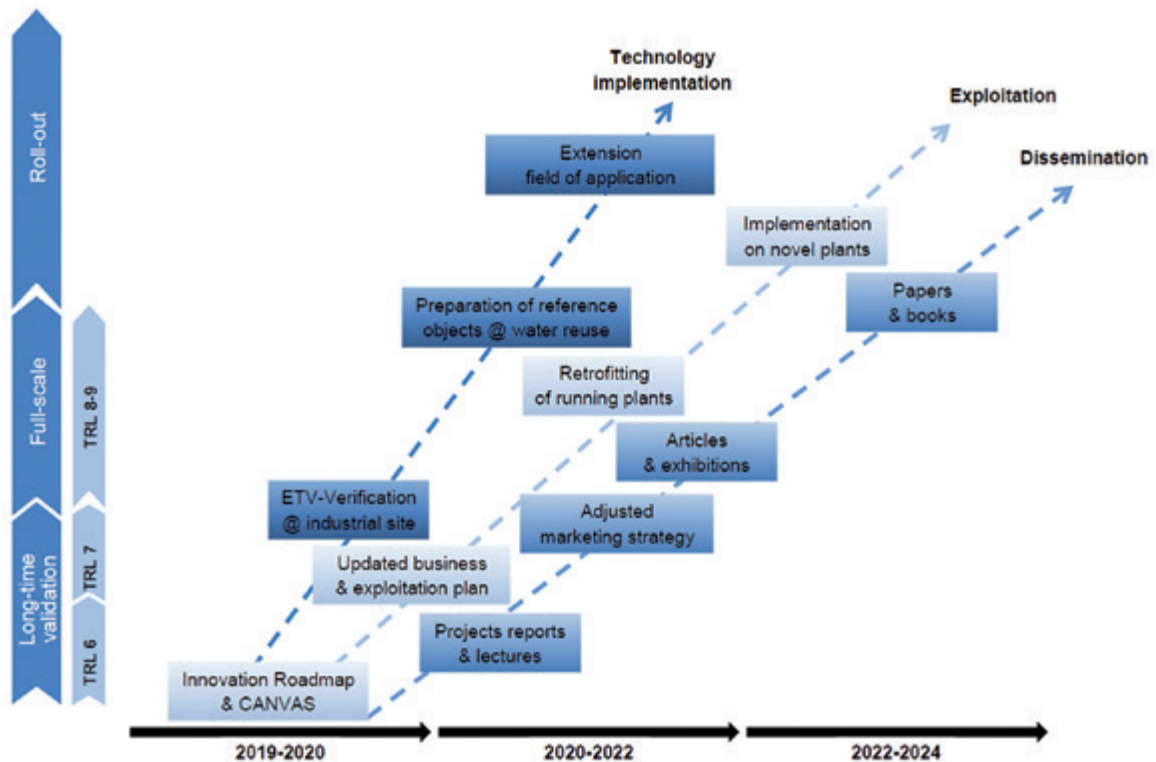 Technology
implementation
Exploitation
Dissemination
Extension
field of application
Implementation
on novel plants
Papers
& books
Preparation of reference
objects @ water reuse
Retrofitting
of running plants
Articles
& exhibitions
ETV-Verification
@ industrial site
Adjusted
marketing strategy
Updated business
& exploitation plan
Projects reports
& lectures
Innovation Roadmap
& CANVAS
Roll-out
Full-scale
Long-time
validation
TRL 8-9
TRL 7
TRL 6
2019-2020
2020-2022
2022-2024